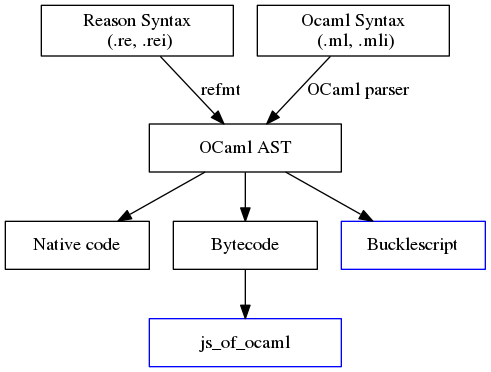 Reason Syntax
(.re, .rei)
Ocaml Syntax
(.ml, .mli)
refmt
OCaml parser
OCaml AST
Native code
Bytecode
Bucklescript
js_of_ocaml